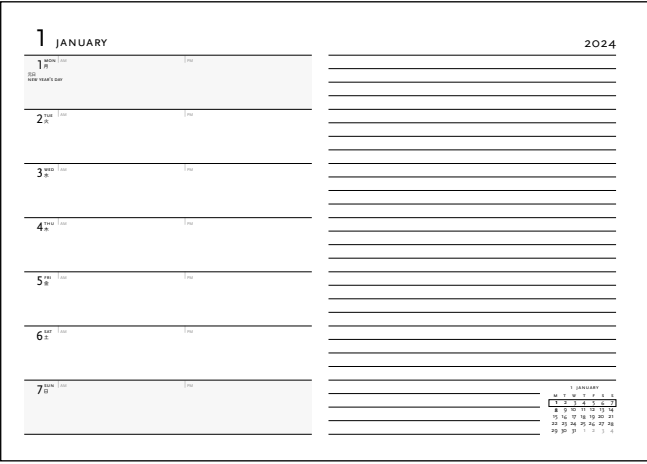 1 JANUARY
2024
1 MON 月 AM PM
元日
NEW YEAR'S DAY
2 TUE 火 AM PM
3 WED 水 AM PM
4 THU 木 AM PM
5 FRI 金 AM PM
6 SAT 土 AM PM
7 SUN 日 AM PM
1 JANUARY
M T W T F S S
1 2 3 4 5 6 7
8 9 10 11 12 13 14
15 16 17 18 19 20 21
22 23 24 25 26 27 28
29 30 31 1 2 3 4